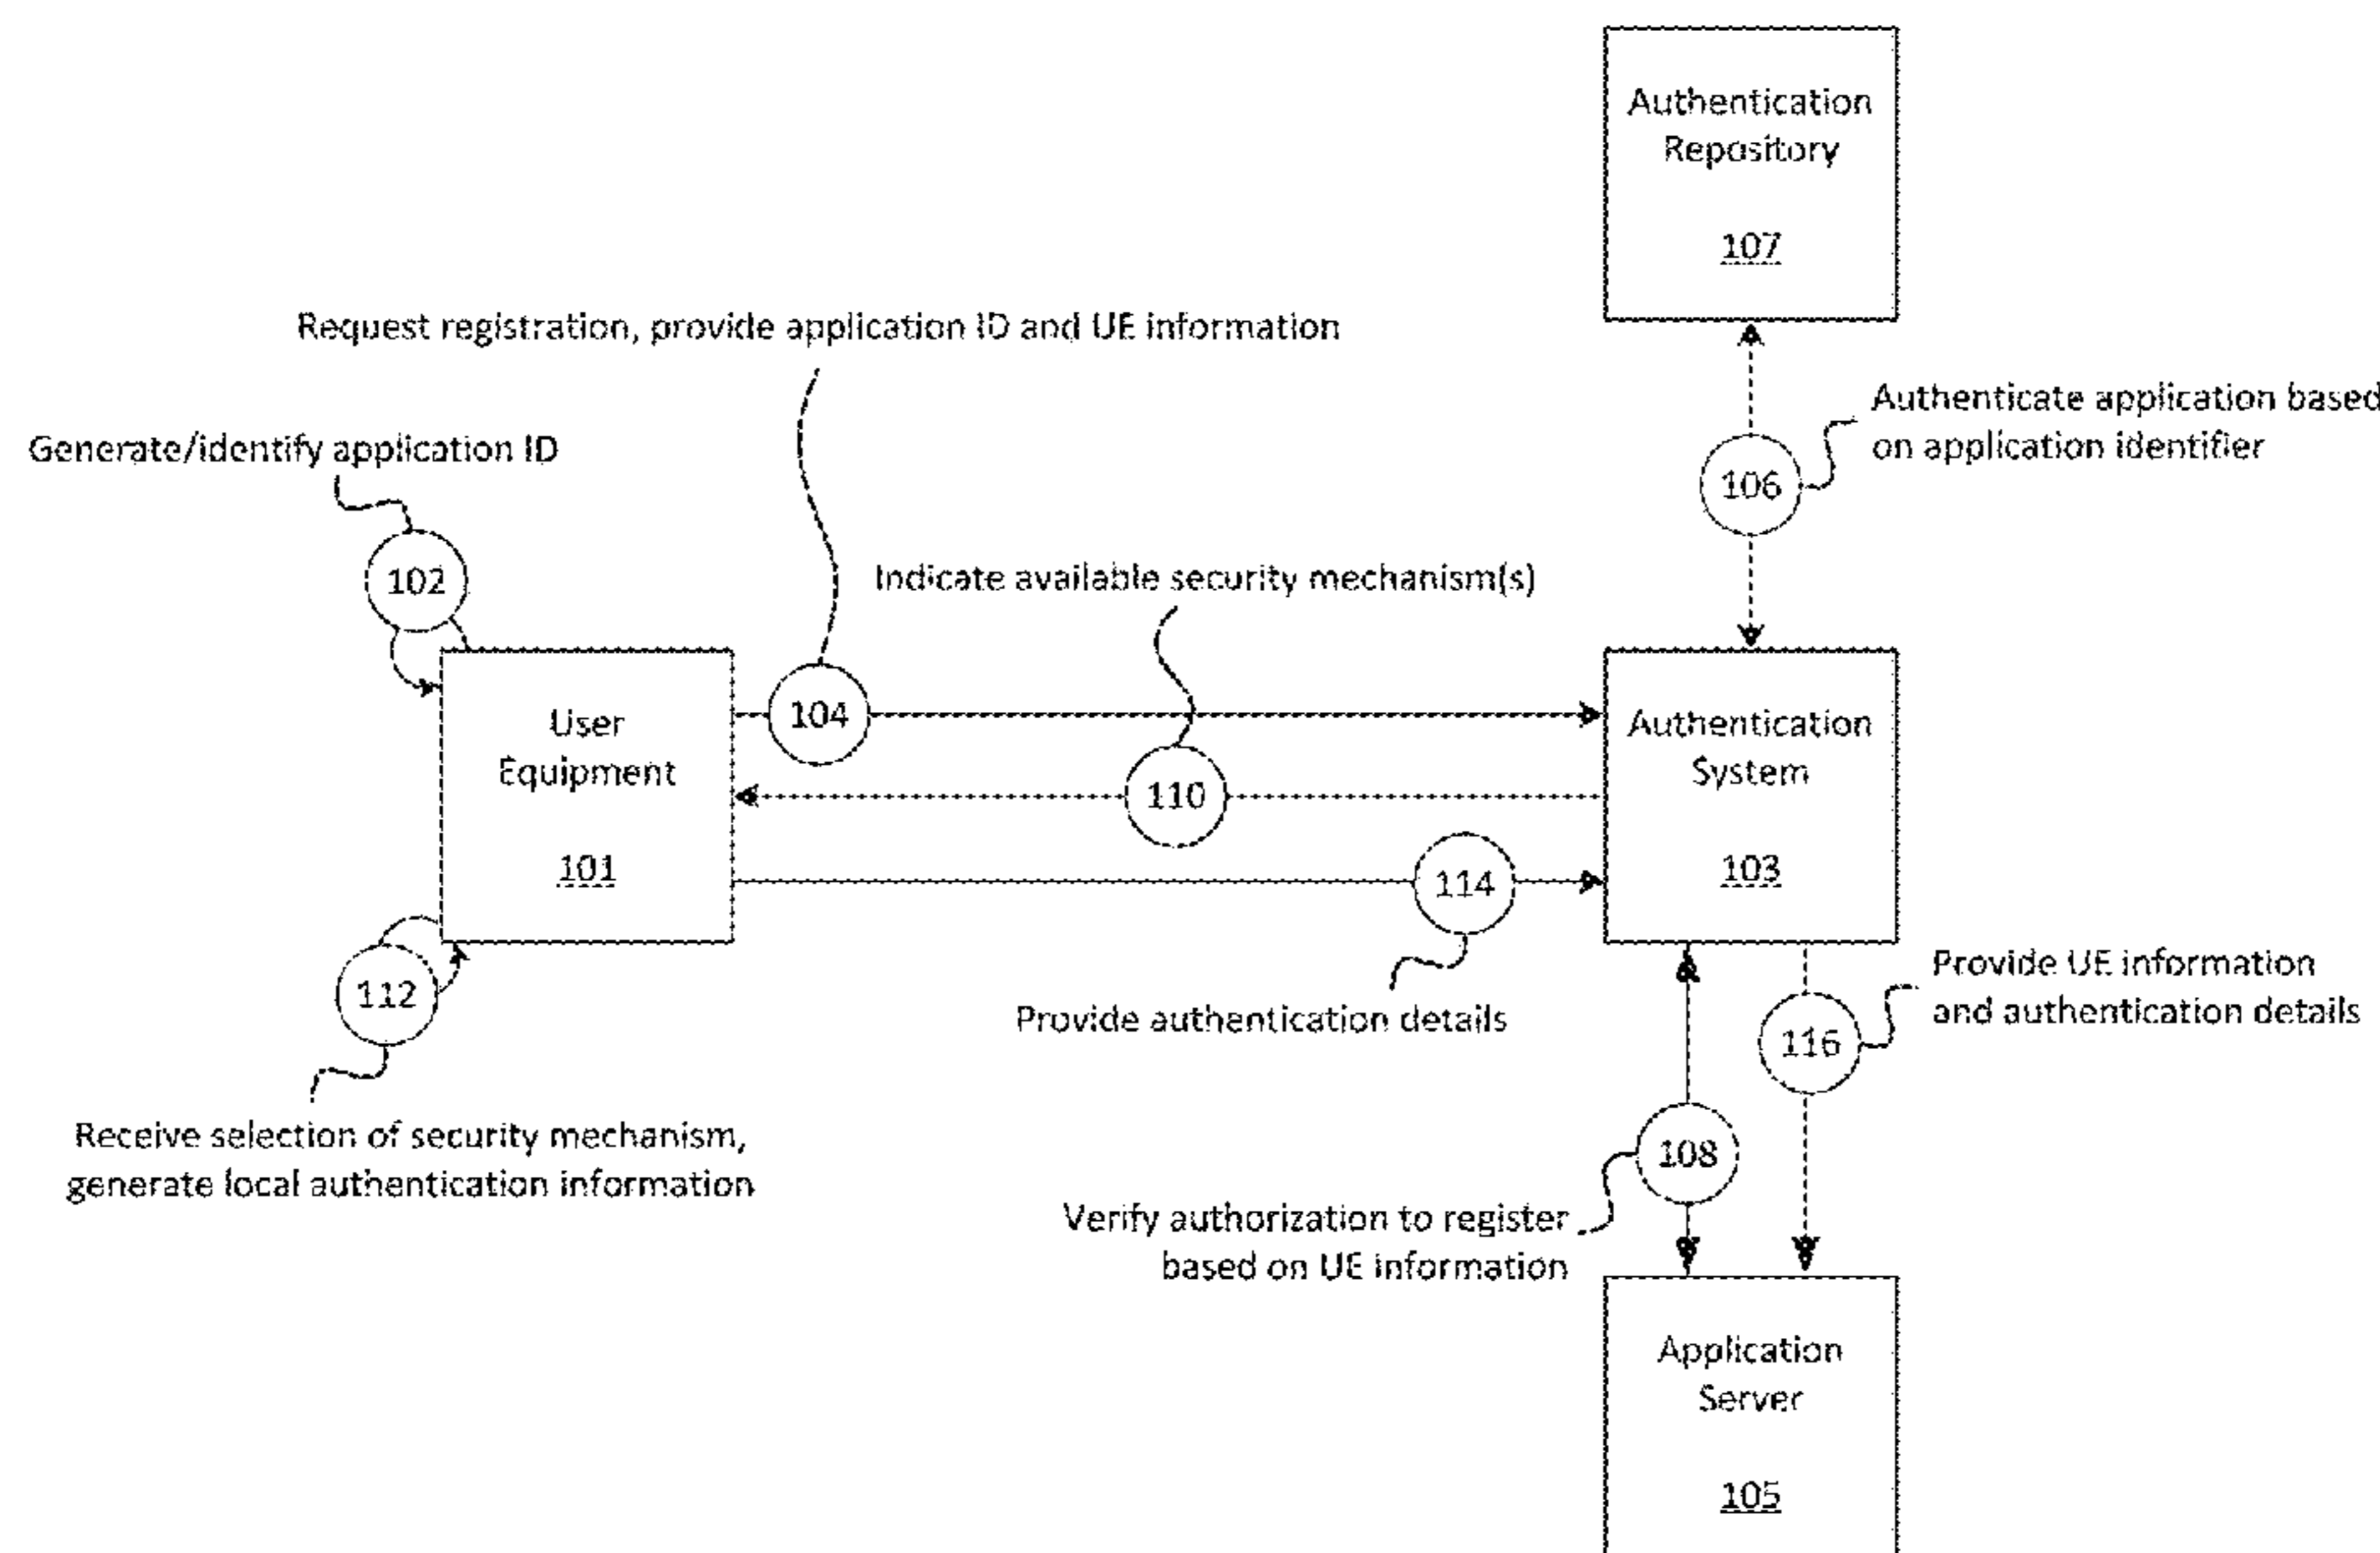 Authentication
Repository
107
Request registration, provide application ID and UE information
Authenticate application based
on application identifier
106
Generate/identify application ID
102
Indicate available security mechanism(s)
User
Equipment
101
104
110
114
Authentication
System
103
112
Provide authentication details
Provide UE information
and authentication details
116
Receive selection of security mechanism,
generate local authentication information
108
Verify authorization to register
based on UE information
Application
Server
105